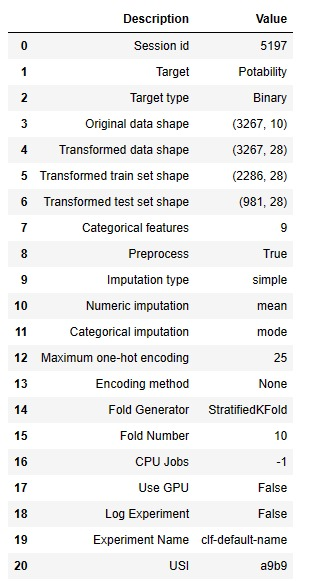 Description Value
0 Session id 5197
1 Target Potability
2 Target type Binary
3 Original data shape (3267, 10)
4 Transformed data shape (3267, 28)
5 Transformed train set shape (2286, 28)
6 Transformed test set shape (981, 28)
7 Categorical features 9
8 Preprocess True
9 Imputation type simple
10 Numeric imputation mean
11 Categorical imputation mode
12 Maximum one-hot encoding 25
13 Encoding method None
14 Fold Generator StratifiedKFold
15 Fold Number 10
16 CPU Jobs -1
17 Use GPU False
18 Log Experiment False
19 Experiment Name clf-default-name
20 USI a9b9